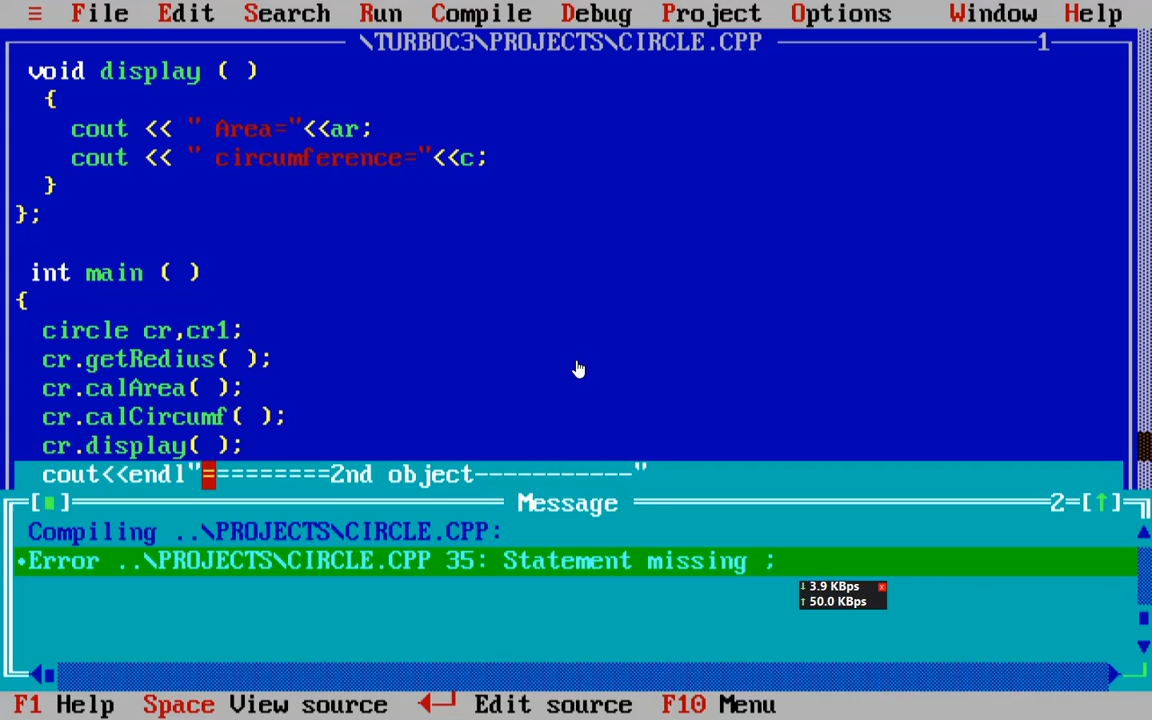 ≡ File Edit Search Run Compile Debug Project Options Window Help
\TURBOC3\PROJECTS\CIRCLE.CPP 1
void display ( )
{
cout << " Area="<<ar;
cout << " circumference="<<c;
}
};
int main ( )
{
circle cr,cr1;
cr.getRedius( );
cr.calArea( );
cr.calCircumf( );
cr.display( );
cout<<endl"=========2nd object-----------"
[■] Message 2=[↑]
Compiling ..\PROJECTS\CIRCLE.CPP:
•Error ..\PROJECTS\CIRCLE.CPP 35: Statement missing ;
↓ 3.9 KBps x
↑ 50.0 KBps
F1 Help Space View source ◄─┘ Edit source F10 Menu